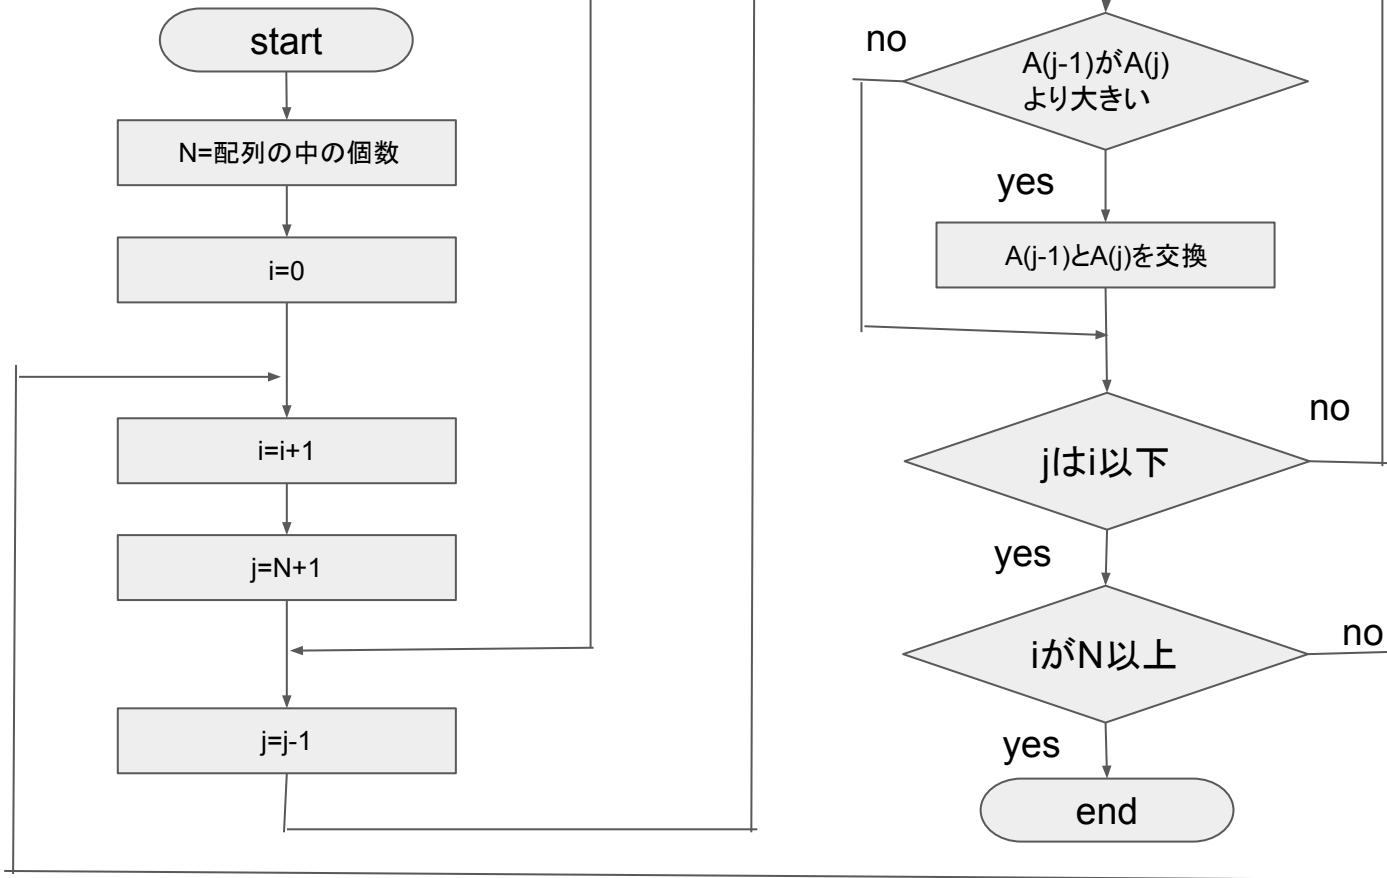 start
N=配列の中の個数
i=0
i=i+1
j=N+1
j=j-1
no
A(j-1)がA(j)
より大きい
yes
A(j-1)とA(j)を交換
no
jはi以下
yes
no
iがN以上
yes
end